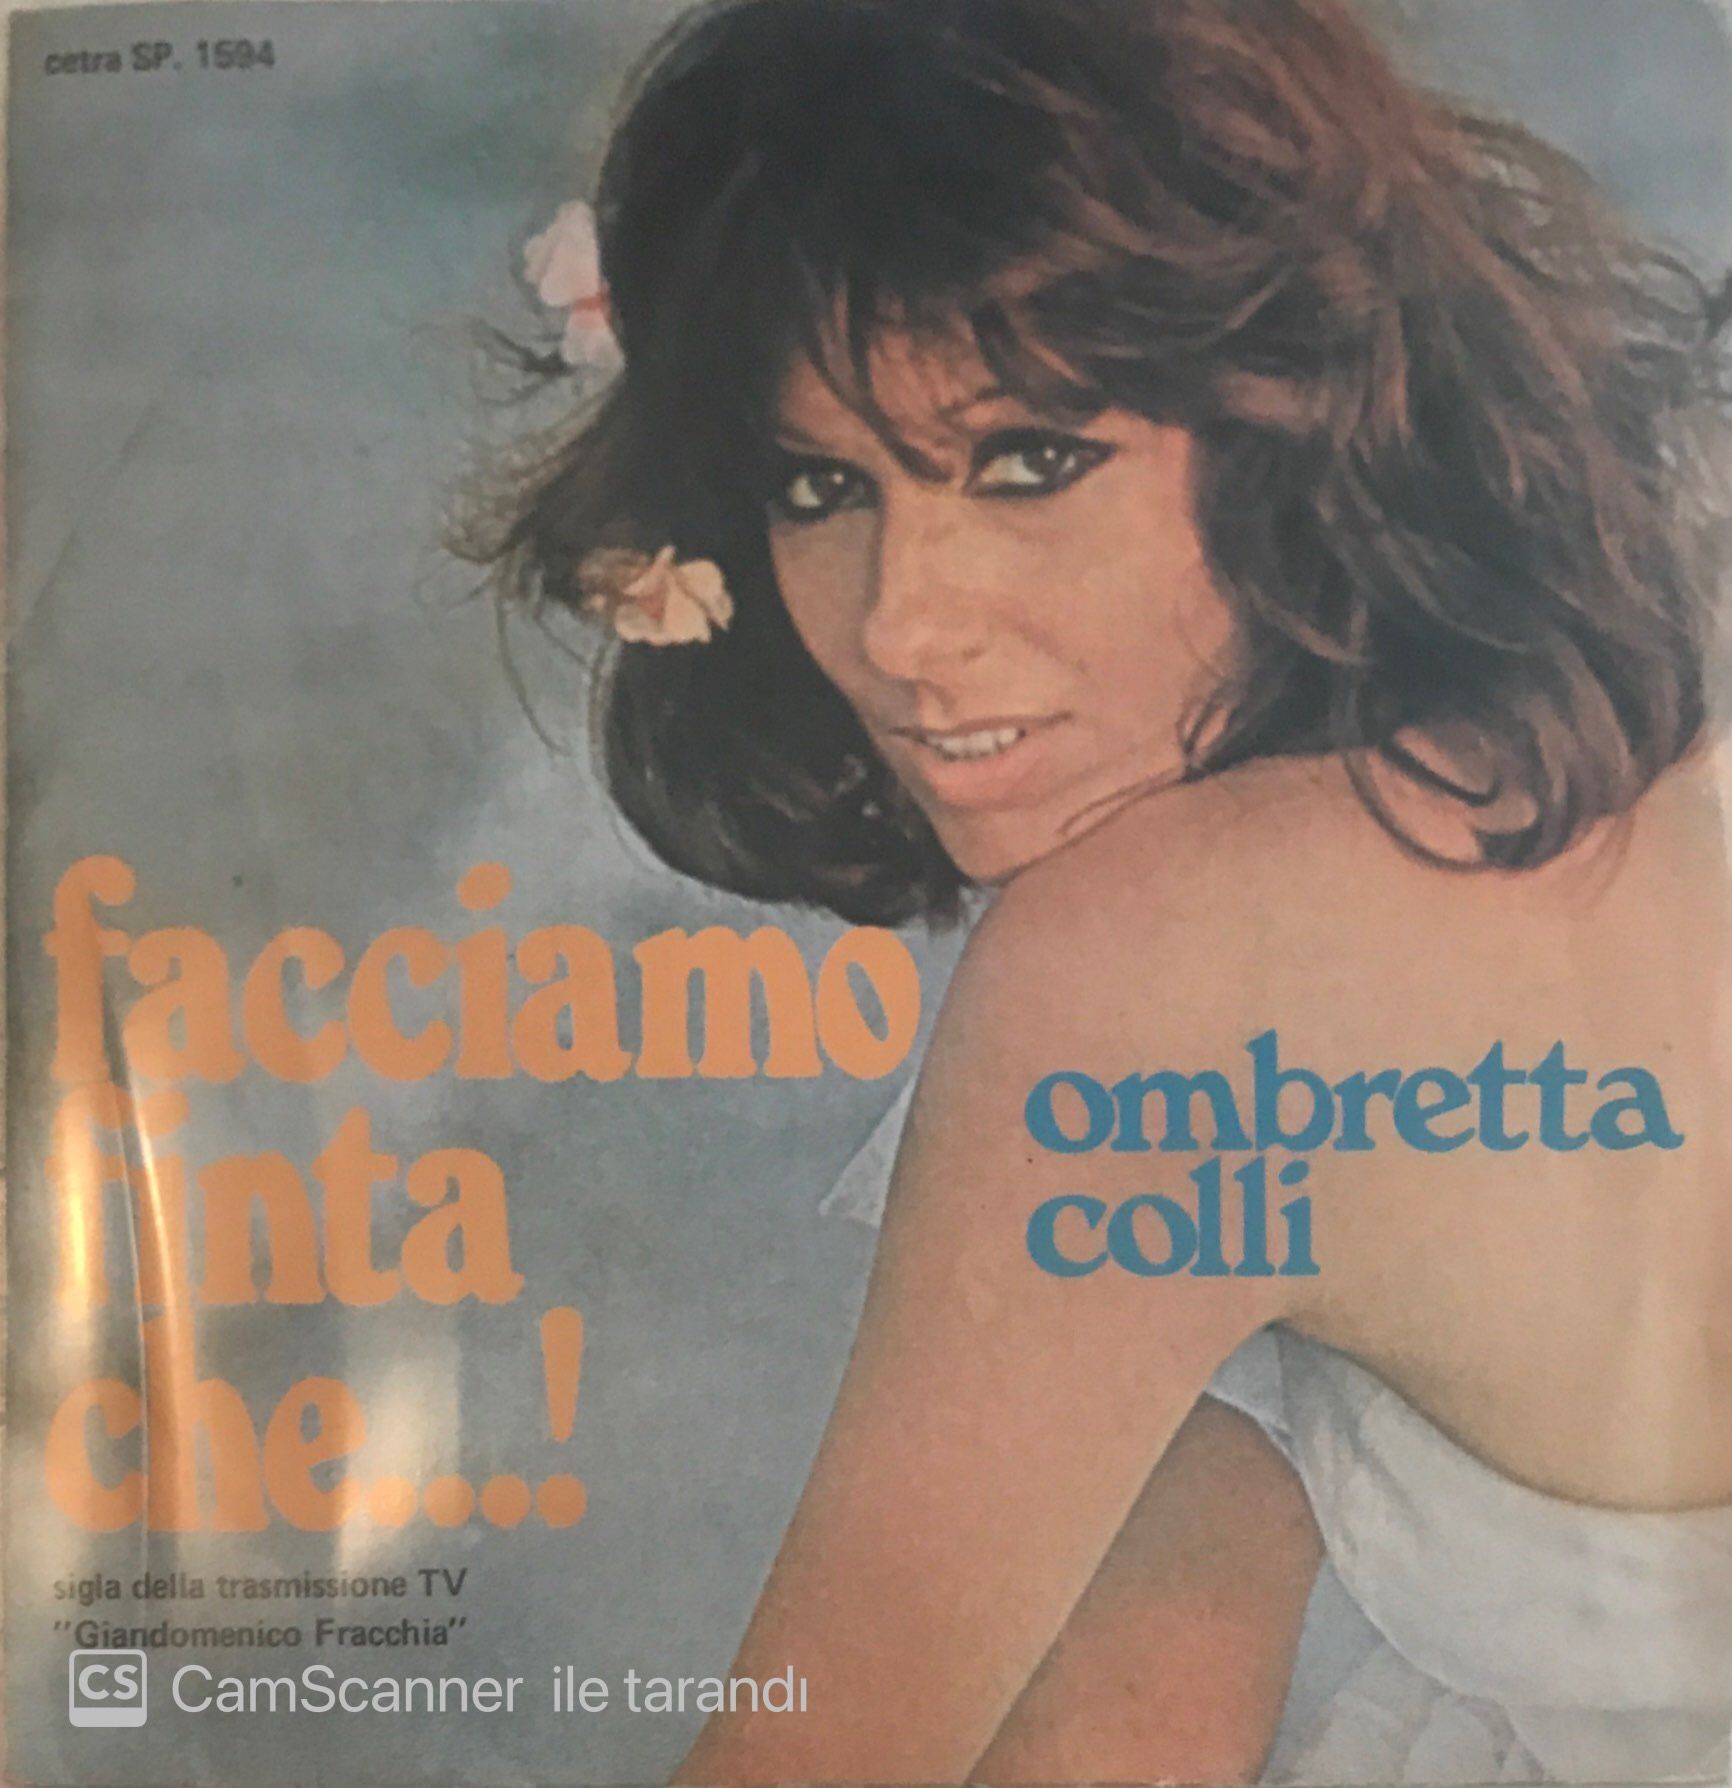 cetra SP. 1594
facciamo
finta
che....!
ombretta
colli
sigla della trasmissione TV
"Giandomenico Fracchia"
CS CamScanner ile tarandı